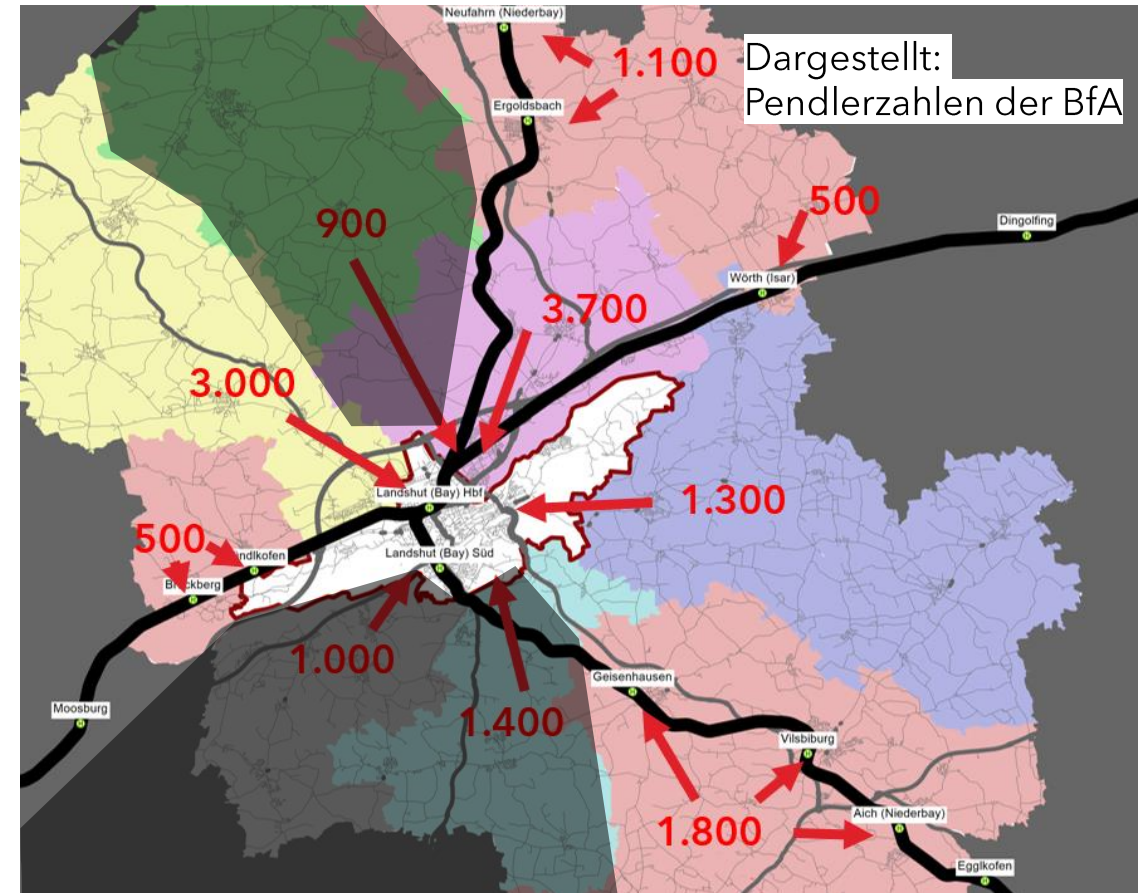 Neufahrn (Niederbay)
1.100
Dargestellt:
Pendlerzahlen der BfA
Ergoldsbach
900
500
Dingolfing
Wörth (Isar)
3.700
3.000
Landshut (Bay) Hbf
1.300
500
ndlkofen
Landshut (Bay) Süd
Bruckberg
1.000
Geisenhausen
Moosburg
1.400
Vilsbiburg
1.800
Aich (Niederbay)
Egglkofen